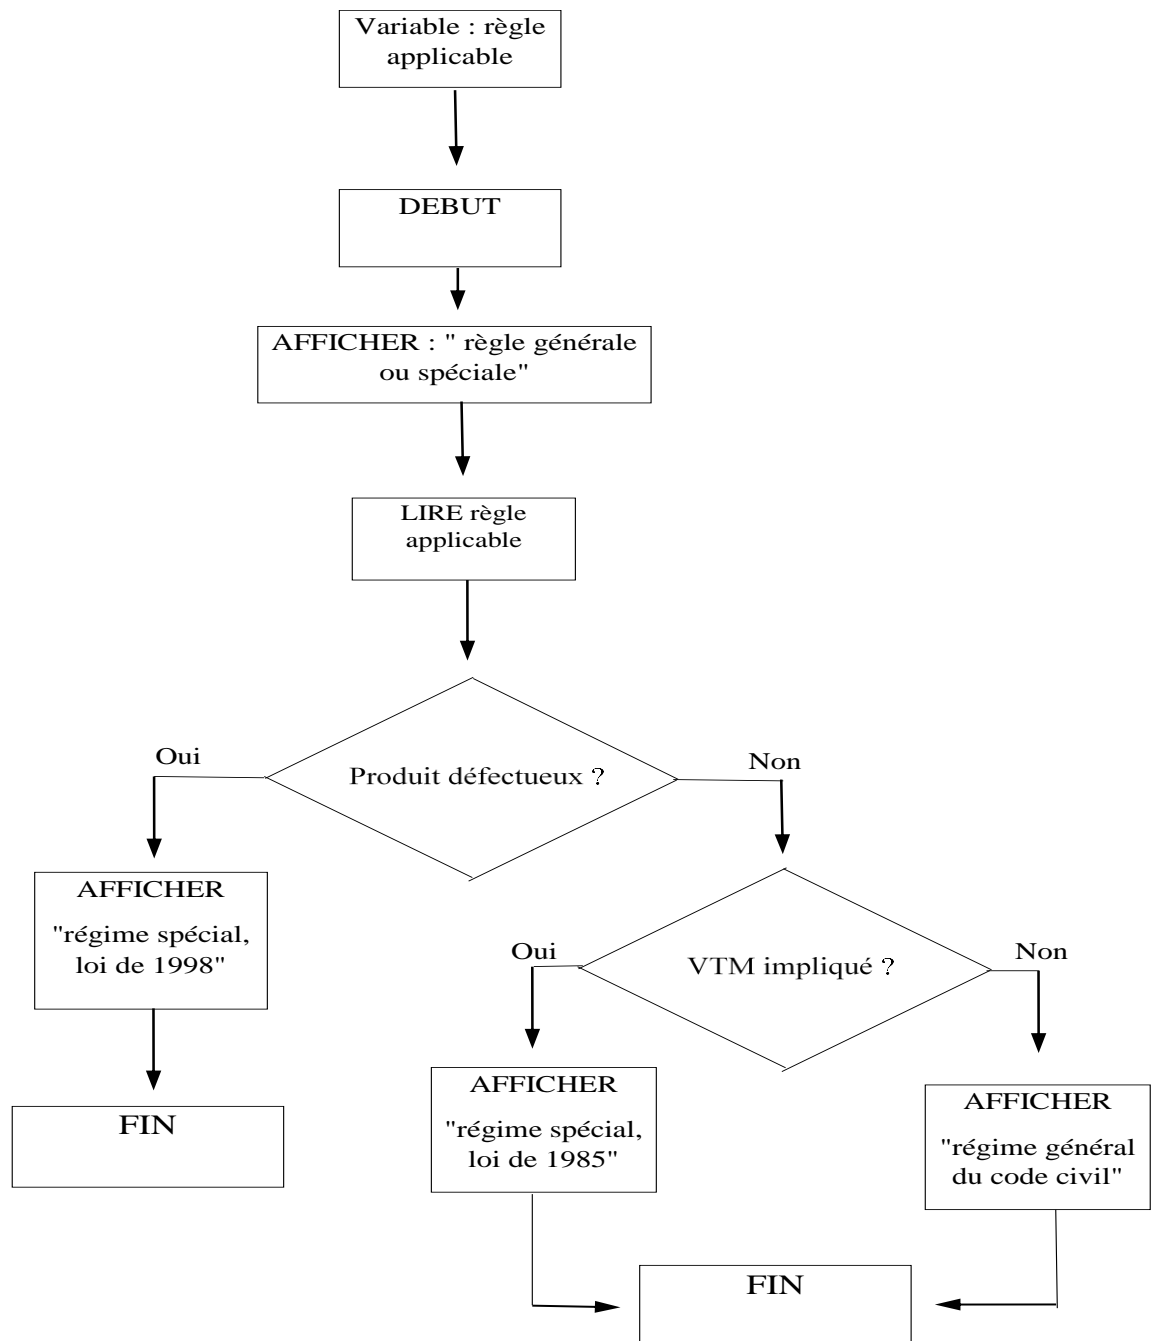 Variable : règle
applicable
DEBUT
AFFICHER : " règle générale
ou spéciale"
LIRE règle
applicable
Oui
Produit défectueux ?
Non
AFFICHER
"régime spécial,
loi de 1998"
FIN
Oui
VTM impliqué ?
Non
AFFICHER
"régime spécial,
loi de 1985"
AFFICHER
"régime général
du code civil"
FIN